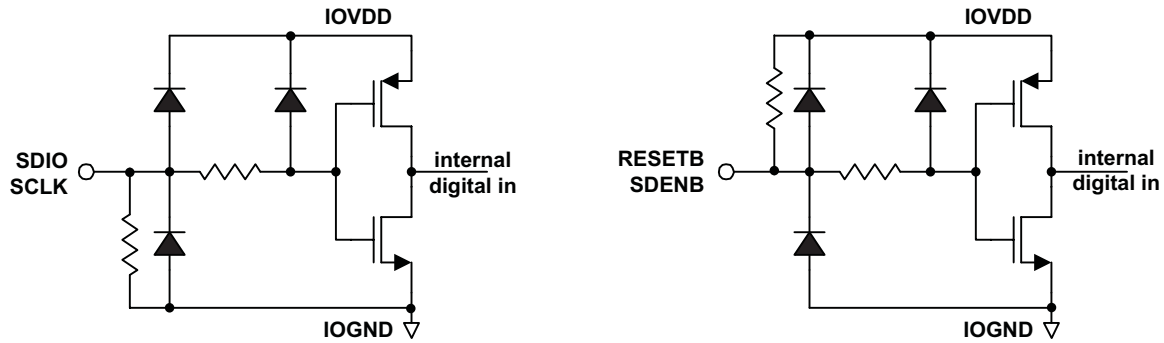 IOVDD
SDIO
SCLK
internal
digital in
IOGND
IOVDD
RESETB
SDENB
internal
digital in
IOGND